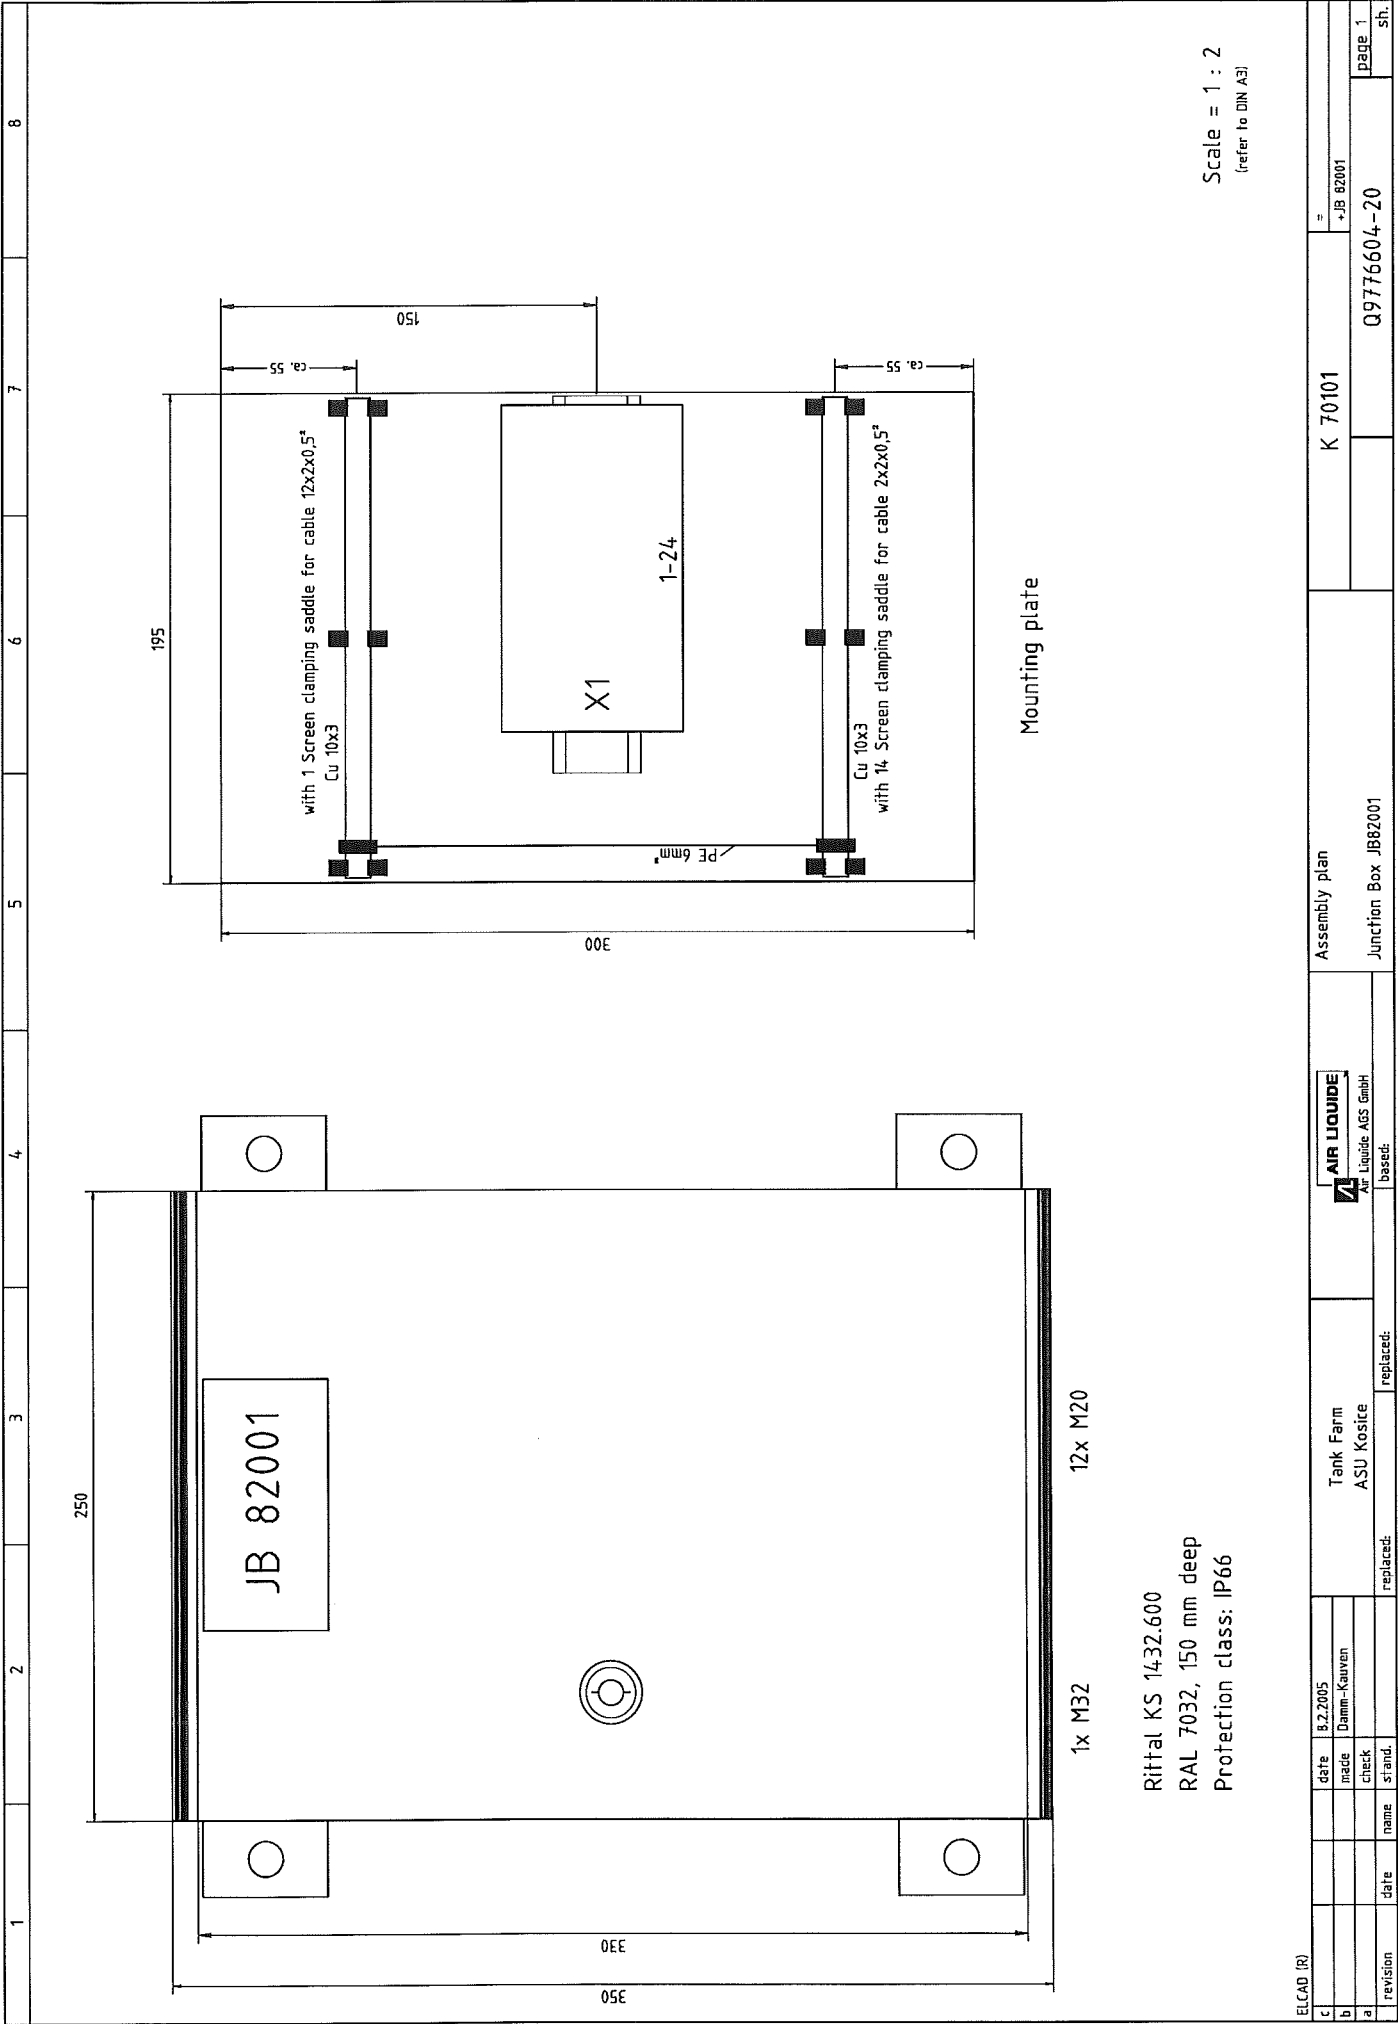 1 2 3 4 5 6 7 8
250
JB 82001
330
350
1x M32
12x M20
Rittal KS 1432.600
RAL 7032, 150 mm deep
Protection class: IP66
195
with 1 Screen clamping saddle for cable 12x2x0,5²
Cu 10x3
ca. 55
150
X1
1-24
PE 6mm²
300
Cu 10x3
with 14 Screen clamping saddle for cable 2x2x0,5²
ca. 55
Mounting plate
Scale = 1 : 2
(refer to DIN A3)
ELCAD (R)
c
b
a
revision
date
name
date 8.2.2005
made Damm-Kauven
check
stand.
Tank Farm
ASU Kosice
replaced:
replaced:
AIR LIQUIDE
Air Liquide AGS GmbH
based:
Assembly plan
Junction Box JB82001
K 70101
=
+JB 82001
Q9776604-20
page 1
sh.